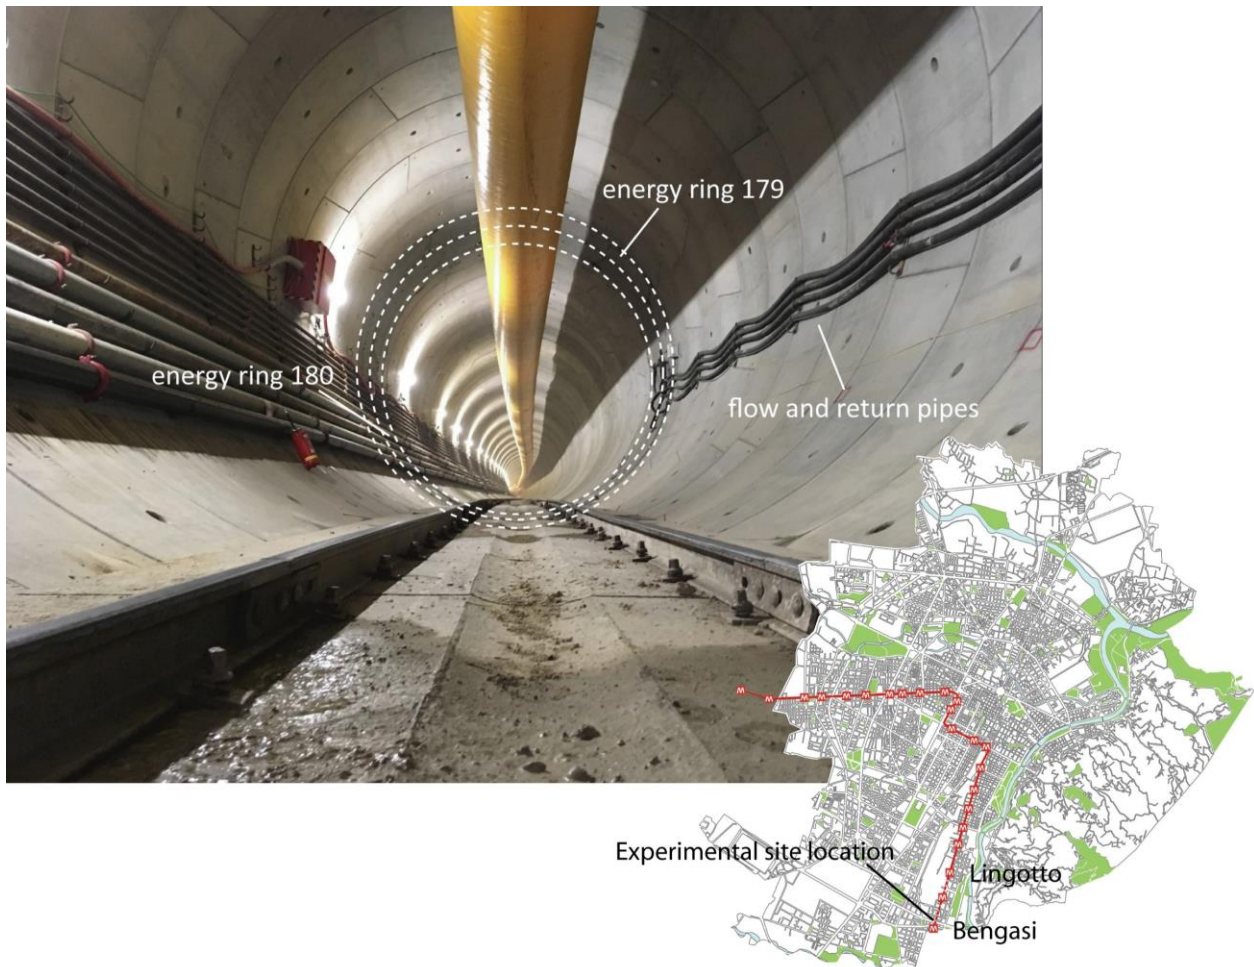 energy ring 179
energy ring 180
flow and return pipes
Experimental site location
Lingotto
Bengasi